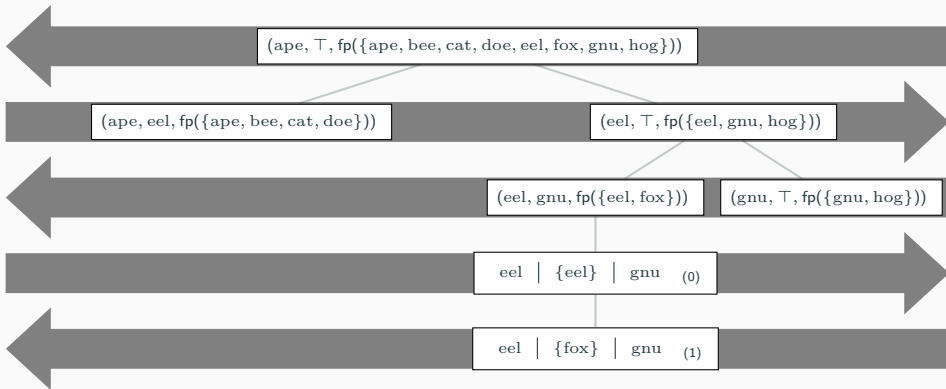 (ape, ⊤, fp({ape, bee, cat, doe, eel, fox, gnu, hog}))
(ape, eel, fp({ape, bee, cat, doe})) (eel, ⊤, fp({eel, gnu, hog}))
(eel, gnu, fp({eel, fox})) (gnu, ⊤, fp({gnu, hog}))
eel | {eel} | gnu (0)
eel | {fox} | gnu (1)